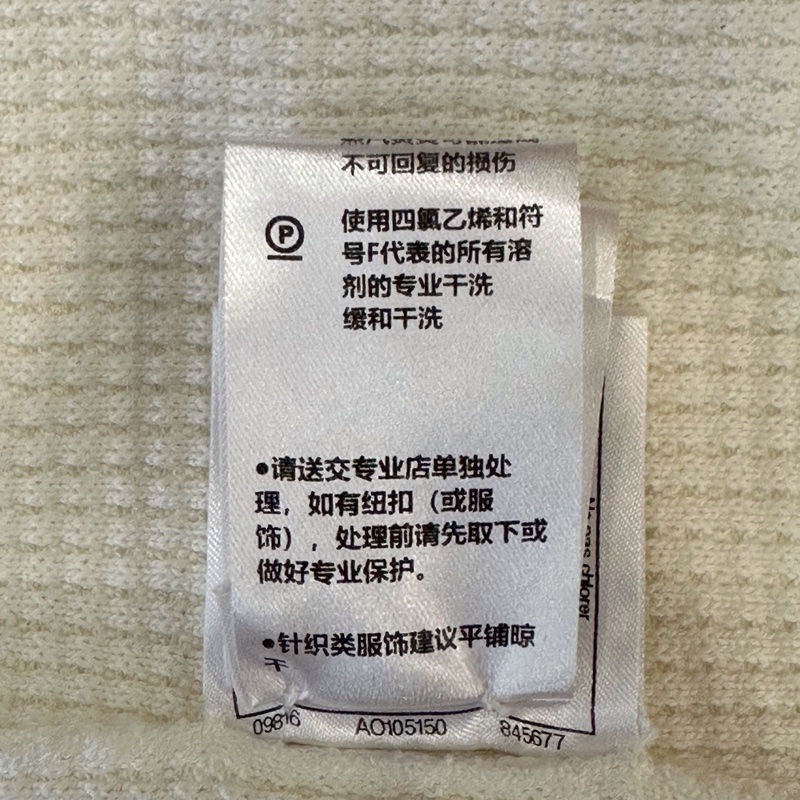 不可回复的损伤
P
使用四氯乙烯和符
号F代表的所有溶
剂的专业干洗
缓和干洗
●请送交专业店单独处
理，如有纽扣（或服
饰），处理前请先取下或
做好专业保护。
●针织类服饰建议平铺晾
干
pas chlorer
09816 AO105150 845677